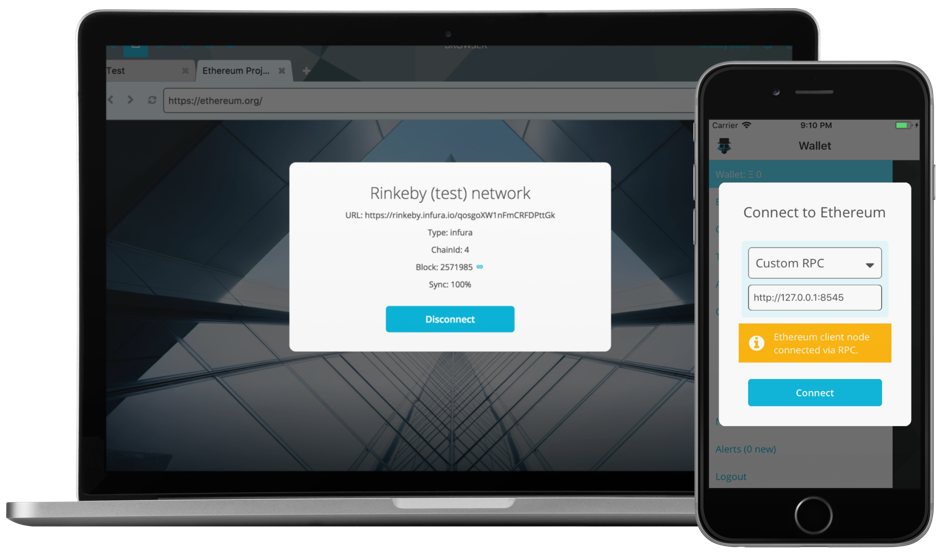 Test
Ethereum Proj...
https://ethereum.org/
Rinkeby (test) network
URL: https://rinkeby.infura.io/qosgoXW1nFmCRFDPttGk
Type: infura
ChainId: 4
Block: 2571985
Sync: 100%
Disconnect
Carrier
9:10 PM
Wallet
Wallet: Ξ 0
Connect to Ethereum
Custom RPC
http://127.0.0.1:8545
Ethereum client node
connected via RPC.
Connect
Alerts (0 new)
Logout